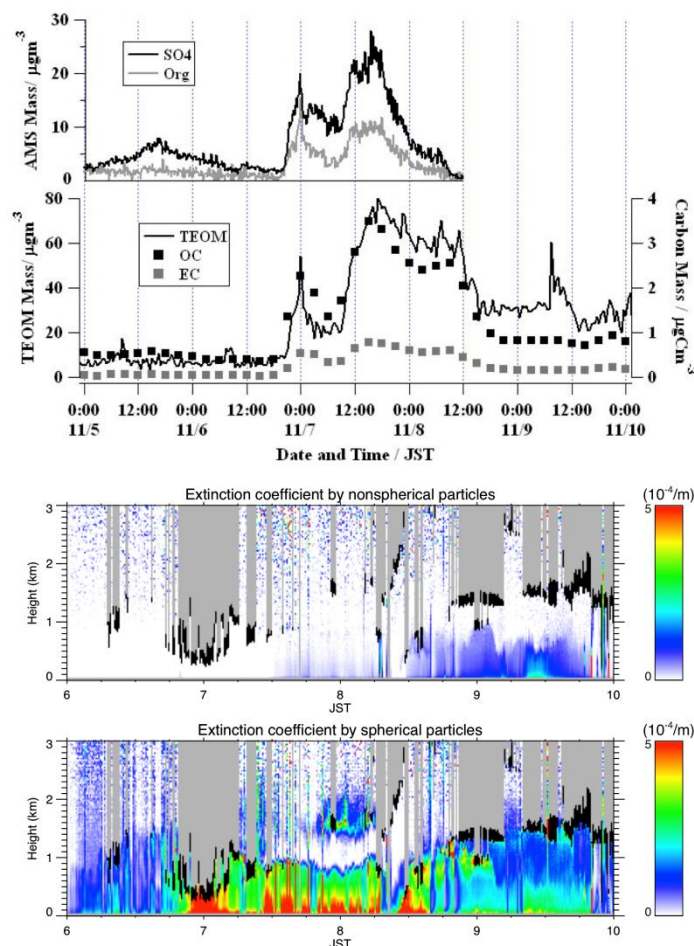 AMS Mass/ µgm-3
30
20
10
0
SO4
Org
TEOM Mass/ µgm-3
80
60
40
20
0
TEOM
OC
EC
4
3
2
1
0
Carbon Mass / µgCm-3
0:00 12:00 0:00 12:00 0:00 12:00 0:00 12:00 0:00 12:00 0:00
11/5 11/6 11/7 11/8 11/9 11/10
Date and Time / JST
Extinction coefficient by nonspherical particles
(10-4/m)
Height (km)
3
2
1
0
5
0
6 7 8 9 10
JST
Extinction coefficient by spherical particles
(10-4/m)
Height (km)
3
2
1
0
5
0
6 7 8 9 10
JST